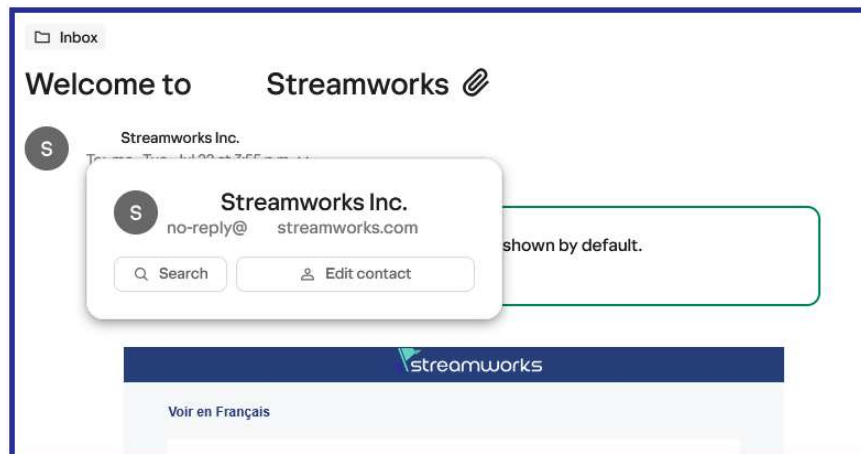 Inbox
Welcome to Streamworks
S
Streamworks Inc.
S
Streamworks Inc.
no-reply@ streamworks.com
shown by default.
Search
Edit contact
streamworks
Voir en Français